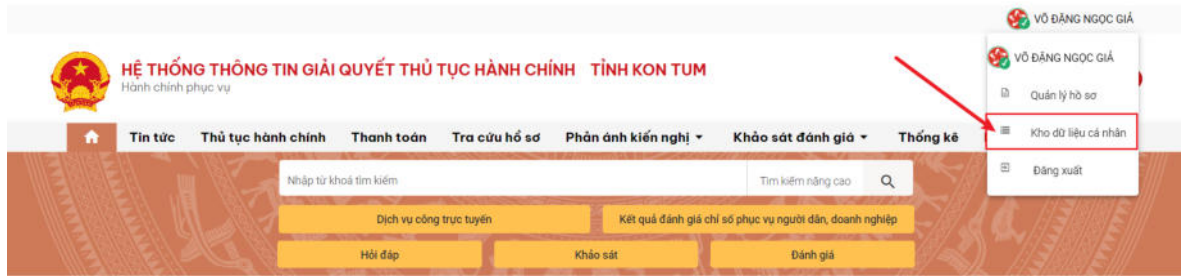 VÕ ĐẶNG NGỌC GIẢ
VÕ ĐẶNG NGỌC GIẢ
HỆ THỐNG THÔNG TIN GIẢI QUYẾT THỦ TỤC HÀNH CHÍNH TỈNH KON TUM
Hành chính phục vụ
Quản lý hồ sơ
Kho dữ liệu cá nhân
Đăng xuất
Tin tức Thủ tục hành chính Thanh toán Tra cứu hồ sơ Phản ánh kiến nghị Khảo sát đánh giá Thống kê
Nhập từ khoá tìm kiếm Tìm kiếm nâng cao
Dịch vụ công trực tuyến Kết quả đánh giá chỉ số phục vụ người dân, doanh nghiệp
Hỏi đáp Khảo sát Đánh giá